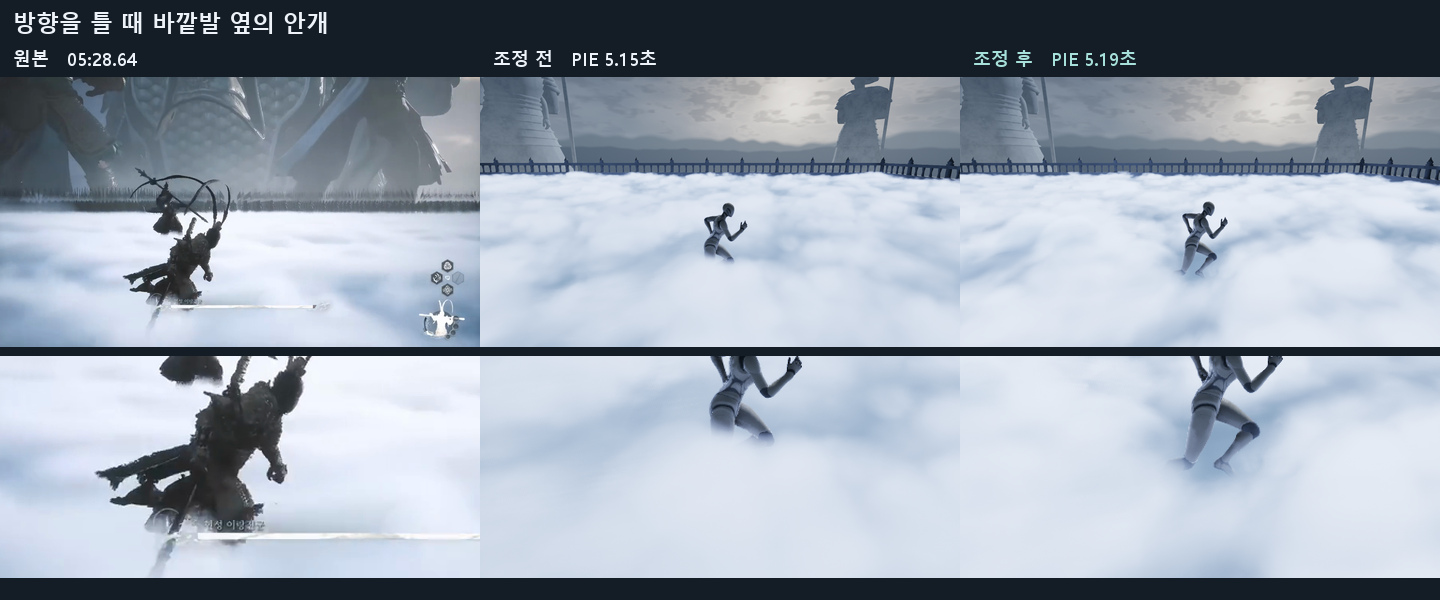 방향을 틀 때 바깥발 옆의 안개
원본 05:28.64
조정 전 PIE 5.15초
조정 후 PIE 5.19초